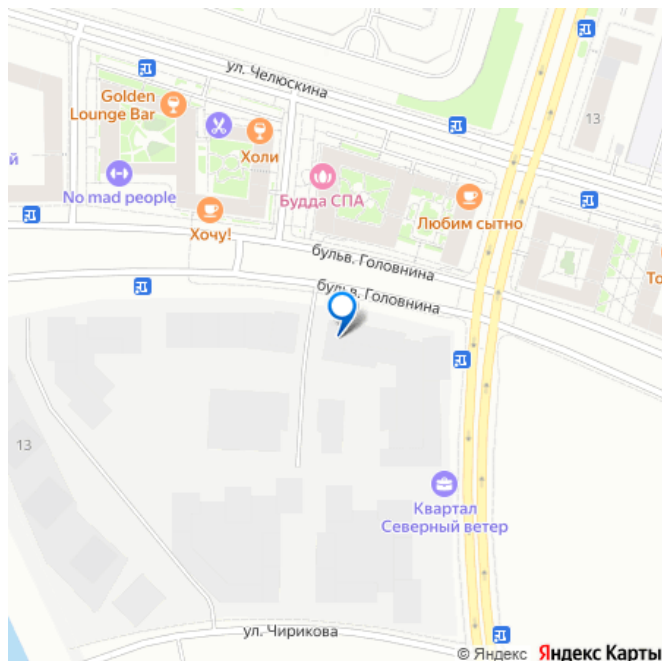 ул. Челюскина
Golden
Lounge Bar
13
Холи
й
No mad people
Будда СПА
Любим сытно
Хочу!
бульв. Головнина
То
бульв. Головнина
13
Квартал
Северный ветер
ул. Чирикова
© Яндекс Яндекс Карты